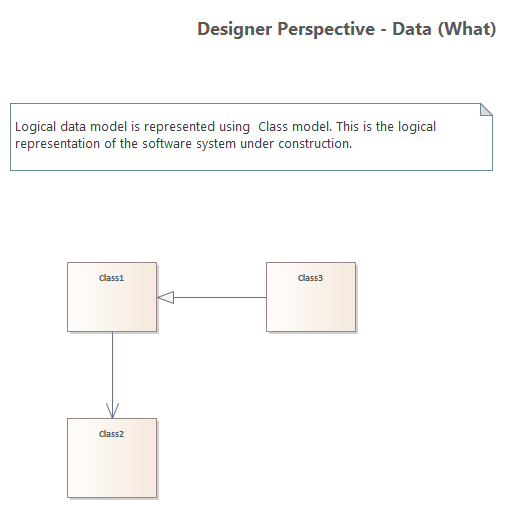 Designer Perspective - Data (What)
Logical data model is represented using  Class model. This is the logical
representation of the software system under construction.
Class1
Class3
Class2